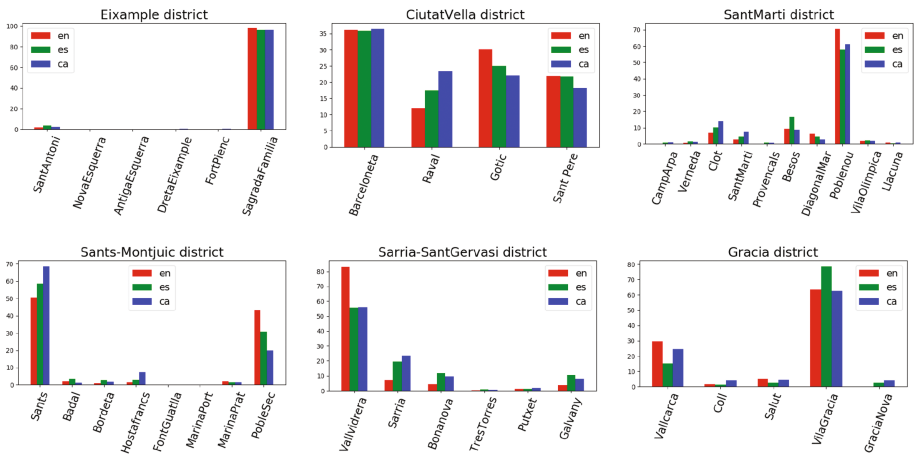 Eixample district
100
80
60
40
20
0
en
es
ca
SantAntoni
NovaEsquerra
AntigaEsquerra
DretaEixample
FortPienc
SagradaFamilia
CiutatVella district
35
30
25
20
15
10
5
0
en
es
ca
Barceloneta
Raval
Gotic
Sant Pere
SantMarti district
70
60
50
40
30
20
10
0
en
es
ca
CampArpa
Verneda
Clot
SantMarti
Provencals
Besos
DiagonalMar
Poblenou
VilaOlimpica
Llacuna
Sants-Montjuic district
70
60
50
40
30
20
10
0
en
es
ca
Sants
Badal
Bordeta
Hostafrancs
FontGuatlla
MarinaPort
MarinaPrat
PobleSec
Sarria-SantGervasi district
80
70
60
50
40
30
20
10
0
en
es
ca
Vallvidrera
Sarria
Bonanova
TresTorres
Putxet
Galvany
Gracia district
80
70
60
50
40
30
20
10
0
en
es
ca
Vallcarca
Coll
Salut
VilaGracia
GraciaNova